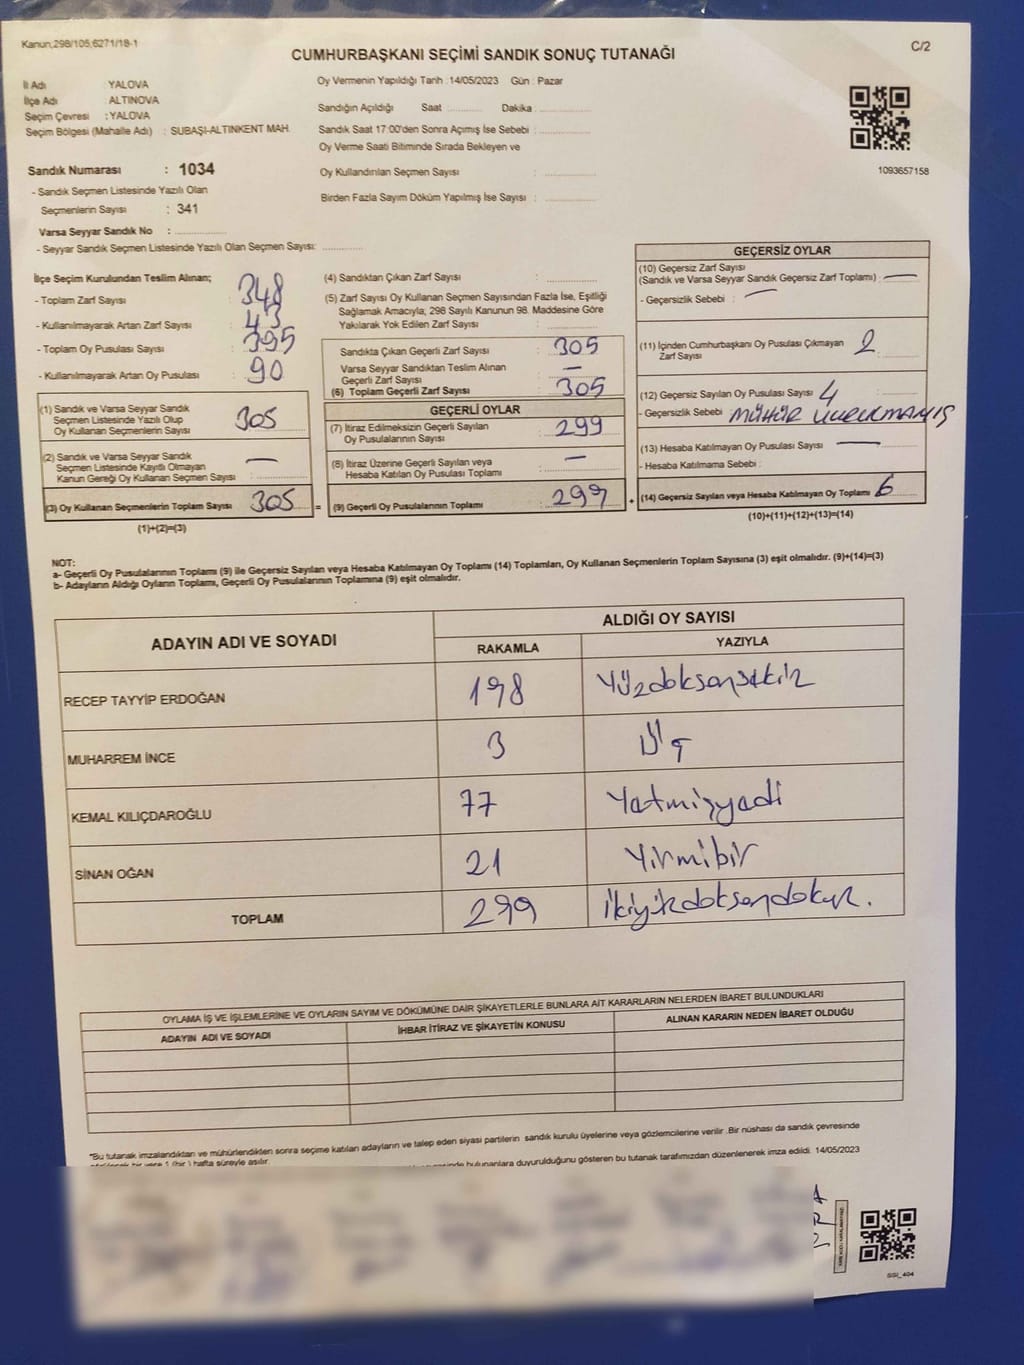 Kanun,298/105,6271/18-1
C/2
CUMHURBAŞKANI SEÇİMİ SANDIK SONUÇ TUTANAĞI
İl Adı : YALOVA
İlçe Adı : ALTINOVA
Seçim Çevresi : YALOVA
Seçim Bölgesi (Mahalle Adı) : SUBAŞI-ALTINKENT MAH.
Sandık Numarası : 1034
- Sandık Seçmen Listesinde Yazılı Olan
Seçmenlerin Sayısı : 341
Varsa Seyyar Sandık No :
- Seyyar Sandık Seçmen Listesinde Yazılı Olan Seçmen Sayısı:
Oy Vermenin Yapıldığı Tarih : 14/05/2023 Gün : Pazar
Sandığın Açıldığı Saat Dakika
Sandık Saat 17:00'den Sonra Açımış İse Sebebi :
Oy Verme Saati Bitiminde Sırada Bekleyen ve
Oy Kullandırılan Seçmen Sayısı :
Birden Fazla Sayım Döküm Yapılmış İse Sayısı :
1093657158
İlçe Seçim Kurulundan Teslim Alınan;
- Toplam Zarf Sayısı : 348
- Kullanılmayarak Artan Zarf Sayısı : 43
- Toplam Oy Pusulası Sayısı : 395
- Kullanılmayarak Artan Oy Pusulası : 90
(1) Sandık ve Varsa Seyyar Sandık
Seçmen Listesinde Yazılı Olup
Oy Kullanan Seçmenlerin Sayısı : 305
(2) Sandık ve Varsa Seyyar Sandık
Seçmen Listesinde Kayıtlı Olmayan
Kanun Gereği Oy Kullanan Seçmen Sayısı : —
(3) Oy Kullanan Seçmenlerin Toplam Sayısı 305 =
(1)+(2)=(3)
(4) Sandıktan Çıkan Zarf Sayısı :
(5) Zarf Sayısı Oy Kullanan Seçmen Sayısından Fazla İse, Eşitliği
Sağlamak Amacıyla; 298 Sayılı Kanunun 98. Maddesine Göre
Yakılarak Yok Edilen Zarf Sayısı :
Sandıkta Çıkan Geçerli Zarf Sayısı : 305
Varsa Seyyar Sandıktan Teslim Alınan
Geçerli Zarf Sayısı : —
(6) Toplam Geçerli Zarf Sayısı : 305
GEÇERLİ OYLAR
(7) İtiraz Edilmeksizin Geçerli Sayılan
Oy Pusulalarının Sayısı : 299
(8) İtiraz Üzerine Geçerli Sayılan veya
Hesaba Katılan Oy Pusulası Toplamı : —
(9) Geçerli Oy Pusulalarının Toplamı : 299 +
GEÇERSİZ OYLAR
(10) Geçersiz Zarf Sayısı
(Sandık ve Varsa Seyyar Sandık Geçersiz Zarf Toplamı) : —
- Geçersizlik Sebebi : —
(11) İçinden Cumhurbaşkanı Oy Pusulası Çıkmayan
Zarf Sayısı : 2
(12) Geçersiz Sayılan Oy Pusulası Sayısı : 4
- Geçersizlik Sebebi : MÜHÜR VURULMAMIŞ
(13) Hesaba Katılmayan Oy Pusulası Sayısı : —
- Hesaba Katılmama Sebebi :
(14) Geçersiz Sayılan veya Hesaba Katılmayan Oy Toplamı 6
(10)+(11)+(12)+(13)=(14)
NOT:
a- Geçerli Oy Pusulalarının Toplamı (9) ile Geçersiz Sayılan veya Hesaba Katılmayan Oy Toplamı (14) Toplamları, Oy Kullanan Seçmenlerin Toplam Sayısına (3) eşit olmalıdır. (9)+(14)=(3)
b- Adayların Aldığı Oyların Toplamı, Geçerli Oy Pusulalarının Toplamına (9) eşit olmalıdır.
ADAYIN ADI VE SOYADI ALDIĞI OY SAYISI
RAKAMLA YAZIYLA
RECEP TAYYİP ERDOĞAN 198 Yüzdoksansekiz
MUHARREM İNCE 3 Üç
KEMAL KILIÇDAROĞLU 77 Yetmişyedi
SİNAN OĞAN 21 Yirmibir
TOPLAM 299 İkiyüzdoksandokuz.
OYLAMA İŞ VE İŞLEMLERİNE VE OYLARIN SAYIM VE DÖKÜMÜNE DAİR ŞİKAYETLERLE BUNLARA AİT KARARLARIN NELERDEN İBARET BULUNDUKLARI
ADAYIN ADI VE SOYADI İHBAR İTİRAZ VE ŞİKAYETİN KONUSU ALINAN KARARIN NEDEN İBARET OLDUĞU
*Bu tutanak imzalandıktan ve mühürlendikten sonra seçime katılan adayların ve talep eden siyasi partilerin sandık kurulu üyelerine veya gözlemcilerine verilir .Bir nüshası da sandık çevresinde
bir yere 1 (bir ) hafta süreyle asılır. bulunanlara duyurulduğunu gösteren bu tutanak tarafımızdan düzenlenerek imza edildi. 14/05/2023
SSI_404